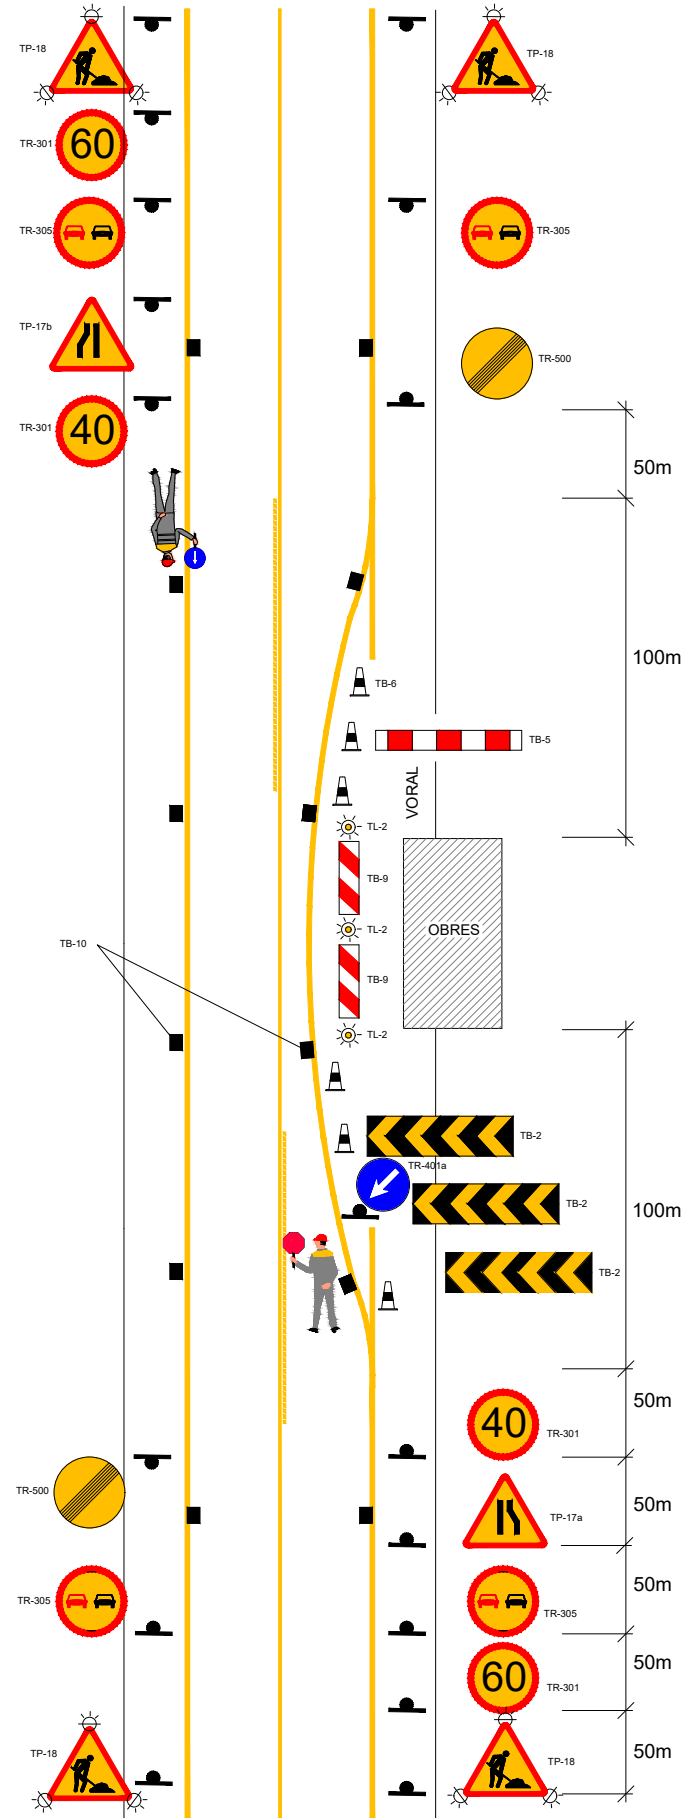 TP-18
TP-18
TR-301
60
TR-305
TR-305
TP-17b
TR-500
TR-301
40
50m
100m
TB-6
TB-5
VORAL
TL-2
TB-9
TL-2
OBRES
TB-10
TB-9
TL-2
TB-2
TR-401a
TB-2
100m
TB-2
50m
40
TR-301
TR-500
50m
TP-17a
50m
TR-305
TR-305
50m
60
TR-301
50m
TP-18
TP-18